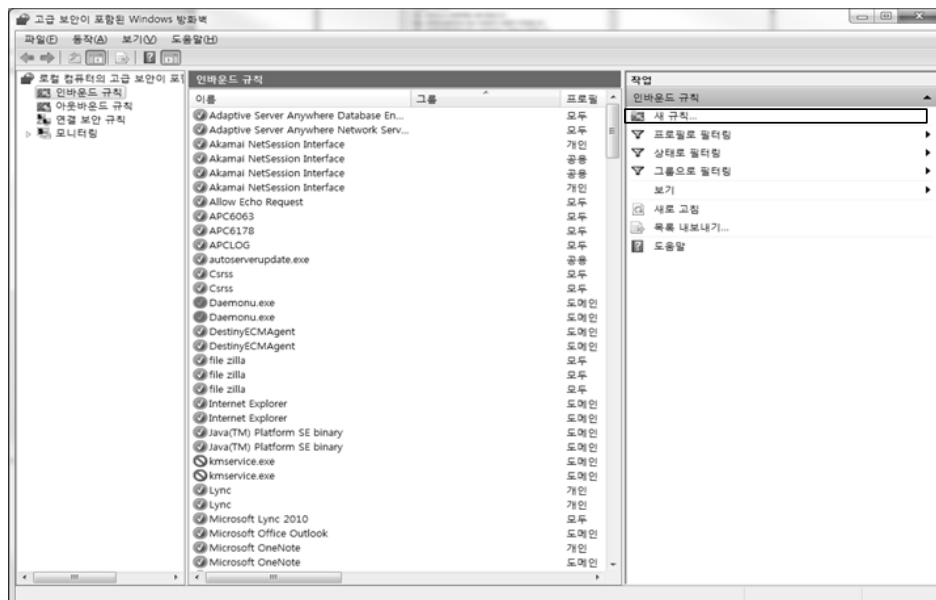 고급 보안이 포함된 Windows 방화벽
파일(F) 동작(A) 보기(V) 도움말(H)
로컬 컴퓨터의 고급 보안이 포
인바운드 규칙
아웃바운드 규칙
연결 보안 규칙
모니터링
인바운드 규칙
이름 그룹 프로필
Adaptive Server Anywhere Database En... 모두
Adaptive Server Anywhere Network Serv... 모두
Akamai NetSession Interface 개인
Akamai NetSession Interface 공용
Akamai NetSession Interface 공용
Akamai NetSession Interface 개인
Allow Echo Request 모두
APC6063 모두
APC6178 모두
APCLOG 모두
autoserverupdate.exe 공용
Csrss 모두
Csrss 모두
Daemonu.exe 도메인
Daemonu.exe 도메인
DestinyECMAgent 도메인
DestinyECMAgent 도메인
file zilla 모두
file zilla 모두
file zilla 모두
Internet Explorer 도메인
Internet Explorer 도메인
Java(TM) Platform SE binary 도메인
Java(TM) Platform SE binary 도메인
kmservice.exe 도메인
kmservice.exe 도메인
Lync 개인
Lync 개인
Microsoft Lync 2010 모두
Microsoft Office Outlook 도메인
Microsoft OneNote 개인
Microsoft OneNote 도메인
작업
인바운드 규칙
새 규칙...
프로필로 필터링
상태로 필터링
그룹으로 필터링
보기
새로 고침
목록 내보내기...
도움말